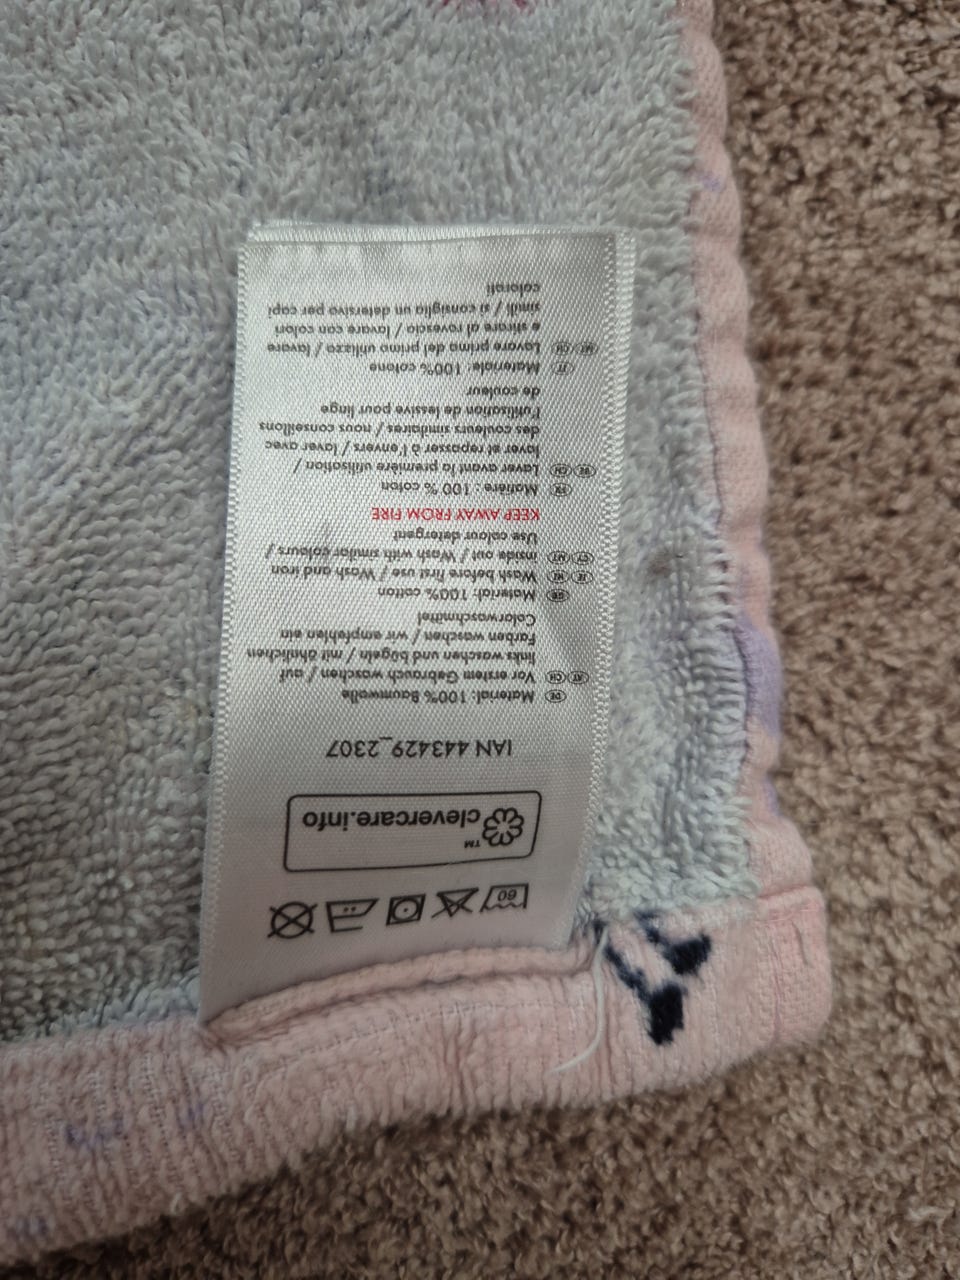 60
clevercare.info™
IAN 443429_2307
DE Material: 100% Baumwolle
AT CH Vor erstem Gebrauch waschen / auf
links waschen und bügeln / mit ähnlichen
Farben waschen / wir empfehlen ein
Colorwaschmittel
GB Material: 100% cotton
IE NI Wash before first use / Wash and iron
CY MT inside out / Wash with similar colours /
Use colour detergent
KEEP AWAY FROM FIRE
FR Matière : 100 % coton
BE CH Laver avant la première utilisation /
laver et repasser à l'envers / laver avec
des couleurs similaires / nous conseillons
l'utilisation de lessive pour linge
de couleur
IT Materiale: 100% cotone
MT CH Lavare prima del primo utilizzo / lavare
e stirare al rovescio / lavare con colori
simili / si consiglia un detersivo per capi
colorati